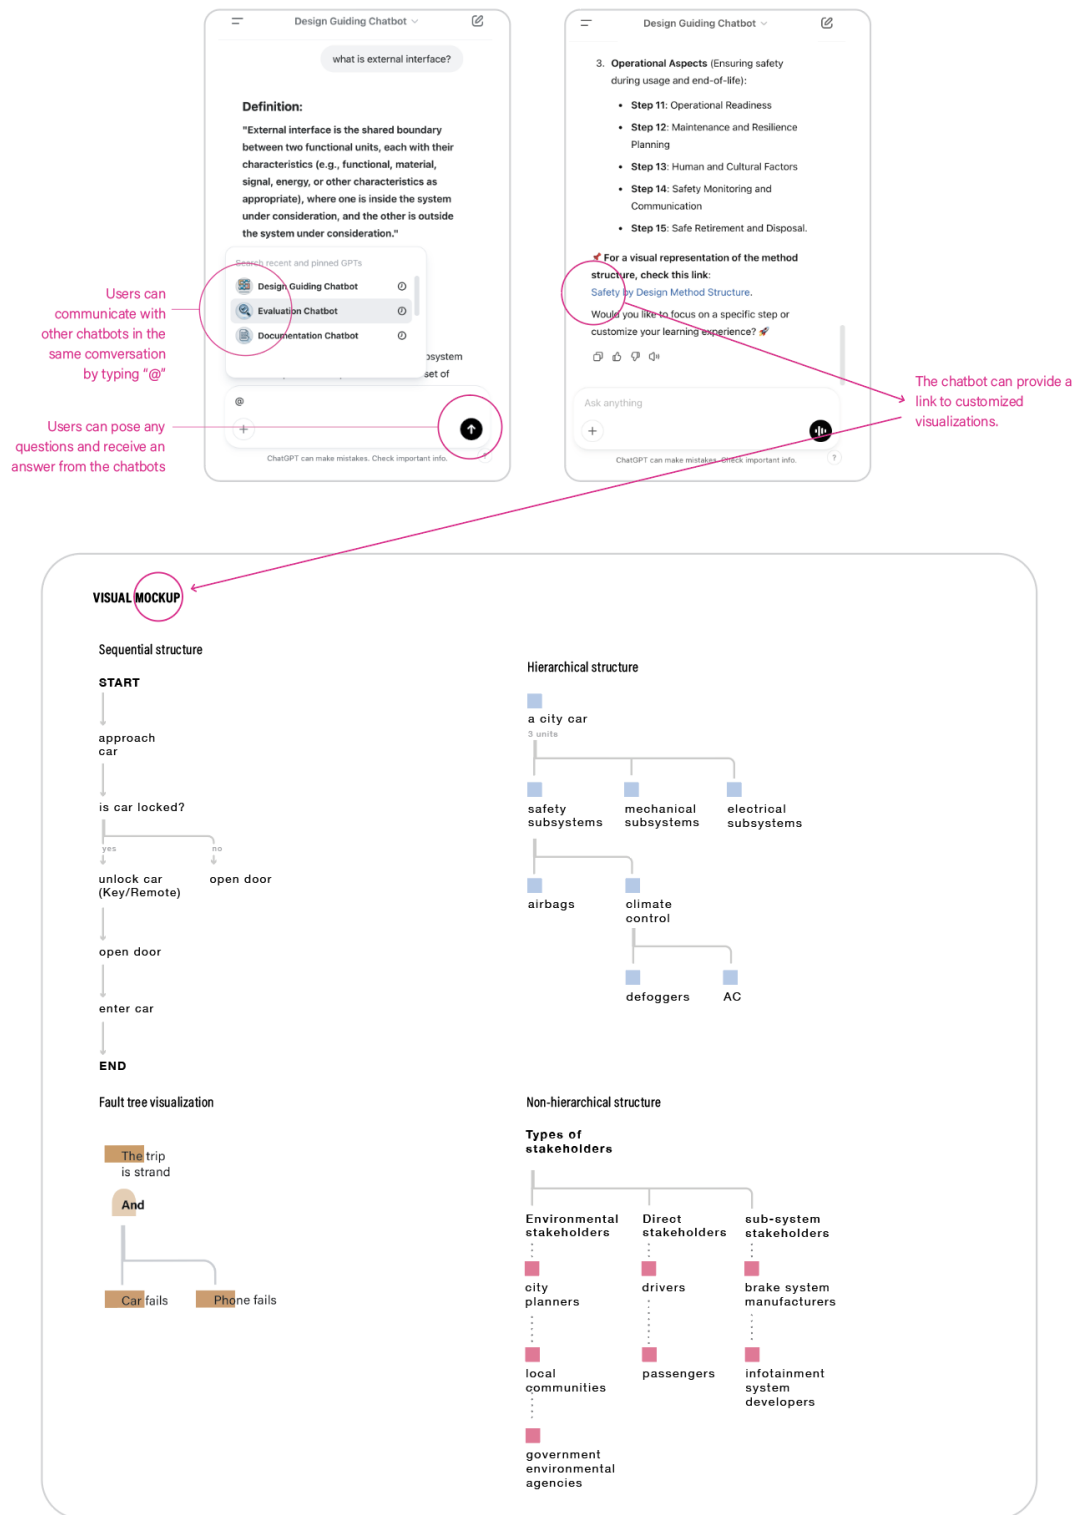 Design Guiding Chatbot
what is external interface?
Definition:
"External interface is the shared boundary
between two functional units, each with their
characteristics (e.g., functional, material,
signal, energy, or other characteristics as
appropriate), where one is inside the system
under consideration, and the other is outside
the system under consideration."
Search recent and pinned GPTs
Design Guiding Chatbot
Evaluation Chatbot
Documentation Chatbot
osystem
set of
@
ChatGPT can make mistakes. Check important info.
?
Users can
communicate with
other chatbots in the
same comversation
by typing “@”
Users can pose any
questions and receive an
answer from the chatbots
Design Guiding Chatbot
3. Operational Aspects (Ensuring safety
during usage and end-of-life):
• Step 11: Operational Readiness
• Step 12: Maintenance and Resilience
Planning
• Step 13: Human and Cultural Factors
• Step 14: Safety Monitoring and
Communication
• Step 15: Safe Retirement and Disposal.
📌 For a visual representation of the method
structure, check this link:
Safety by Design Method Structure.
Would you like to focus on a specific step or
customize your learning experience? 🚀
Ask anything
ChatGPT can make mistakes. Check important info.
?
The chatbot can provide a
link to customized
visualizations.
VISUAL MOCKUP
Sequential structure
START
approach
car
is car locked?
yes
no
unlock car
(Key/Remote)
open door
open door
enter car
END
Hierarchical structure
a city car
3 units
safety
subsystems
mechanical
subsystems
electrical
subsystems
airbags
climate
control
defoggers
AC
Fault tree visualization
The trip
is strand
And
Car fails
Phone fails
Non-hierarchical structure
Types of
stakeholders
Environmental
stakeholders
Direct
stakeholders
sub-system
stakeholders
city
planners
drivers
brake system
manufacturers
local
communities
passengers
infotainment
system
developers
government
environmental
agencies